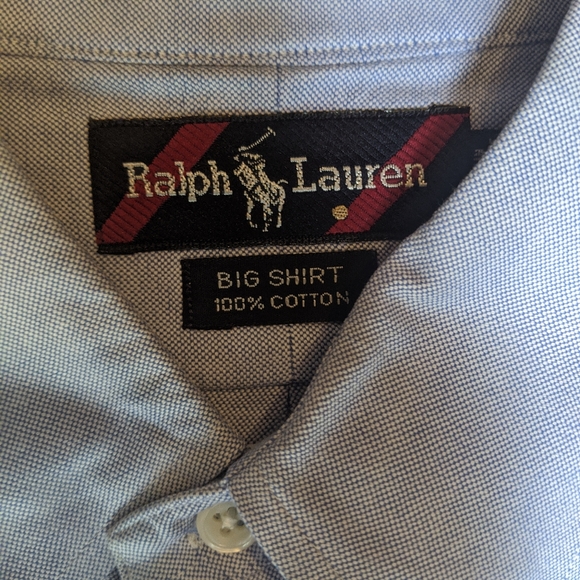 Ralph Lauren
BIG SHIRT
100% COTTON